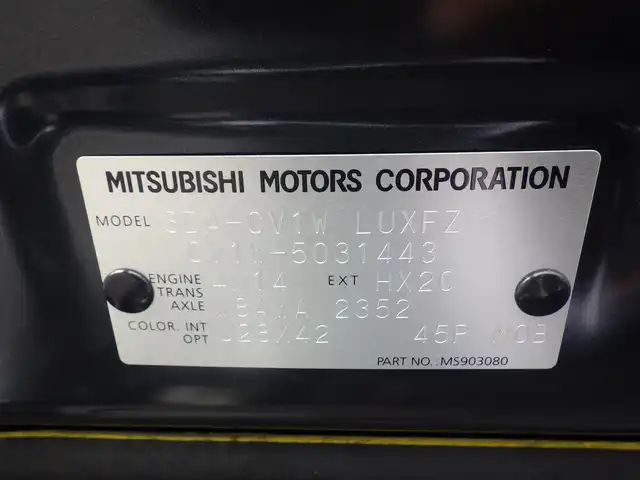 MITSUBISHI MOTORS CORPORATION
MODEL 3DA-CV1W LUXFZ
CV1W-5031443
ENGINE 4N14 EXT HX20
TRANS
AXLE 2352
COLOR. INT 45P
OPT
PART NO. MS903080